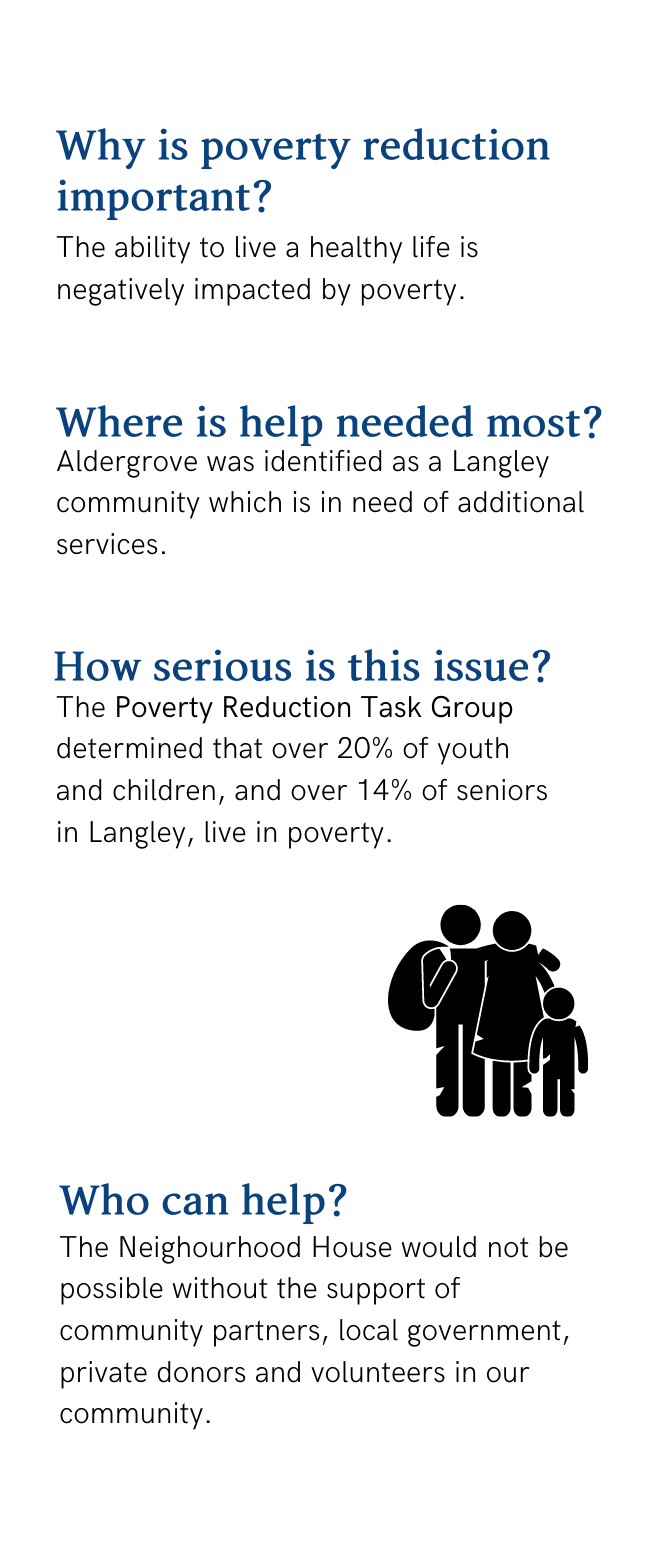 Why is poverty reduction
important?
The ability to live a healthy life is
negatively impacted by poverty.
Where is help needed most?
Aldergrove was identified as a Langley
community which is in need of additional
services.
How serious is this issue?
The Poverty Reduction Task Group
determined that over 20% of youth
and children, and over 14% of seniors
in Langley, live in poverty.
Who can help?
The Neighourhood House would not be
possible without the support of
community partners, local government,
private donors and volunteers in our
community.